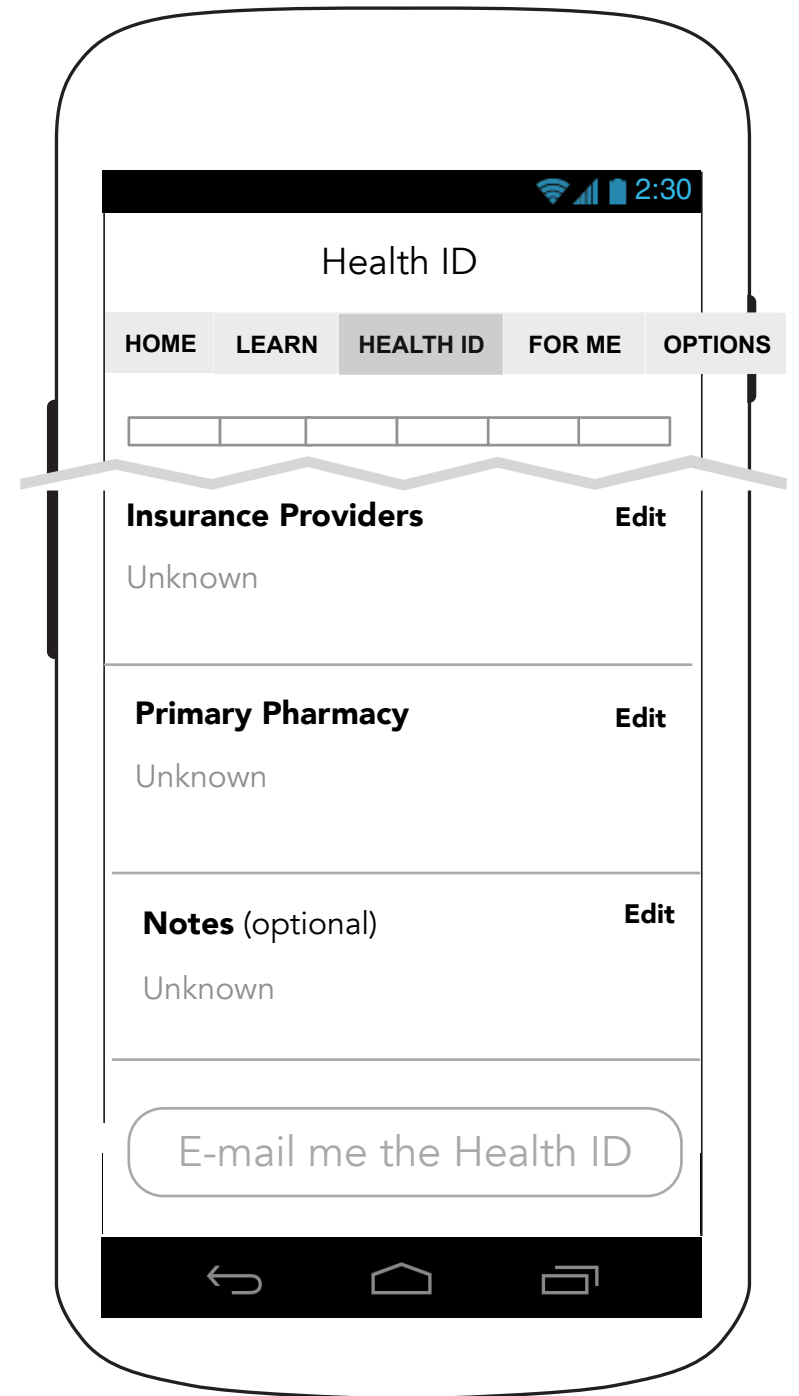 2:30
Health ID
HOME LEARN HEALTH ID FOR ME OPTIONS
Insurance Providers Edit
Unknown
Primary Pharmacy Edit
Unknown
Notes (optional) Edit
Unknown
E-mail me the Health ID